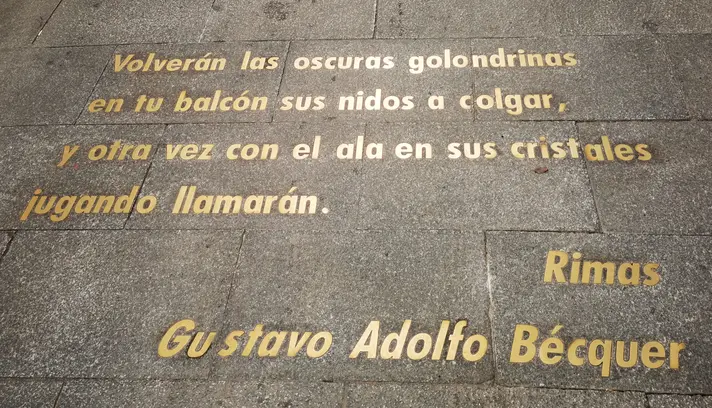 Volverán las oscuras golondrinas
en tu balcón sus nidos a colgar,
y otra vez con el ala en sus cristales
jugando llamarán.
Rimas
Gustavo Adolfo Bécquer